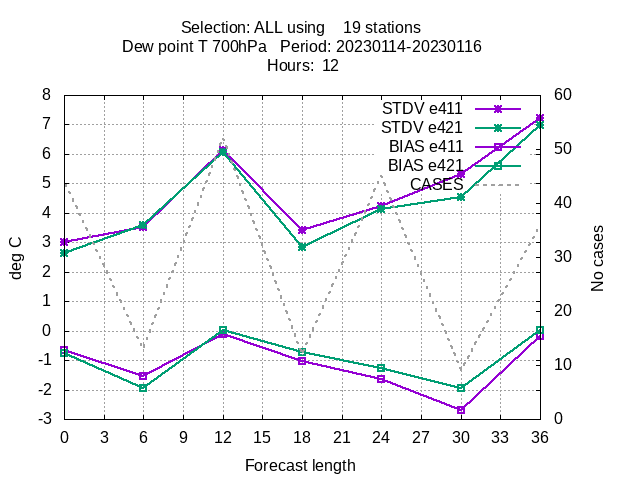 Selection: ALL using    19 stations
Dew point T 700hPa   Period: 20230114-20230116
Hours:  12
8
7
6
5
4
3
2
1
0
-1
-2
-3
60
50
40
30
20
10
0
STDV e411
STDV e421
BIAS e411
BIAS e421
CASES
deg C
No cases
0 3 6 9 12 15 18 21 24 27 30 33 36
Forecast length